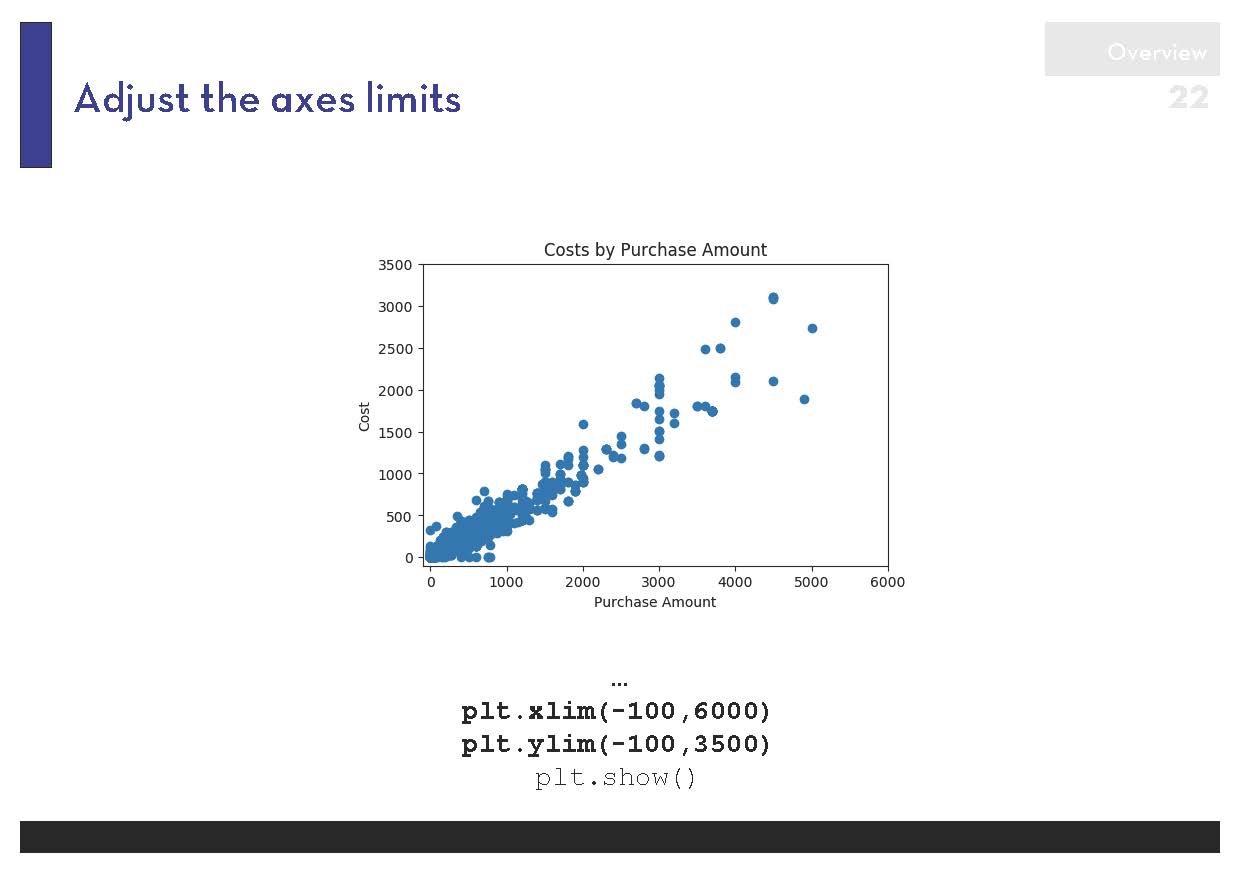 Overview
22
Adjust the axes limits
Costs by Purchase Amount
3500
3000
2500
2000
1500
1000
500
0
Cost
0 1000 2000 3000 4000 5000 6000
Purchase Amount
...
plt.xlim(-100,6000)
plt.ylim(-100,3500)
plt.show()